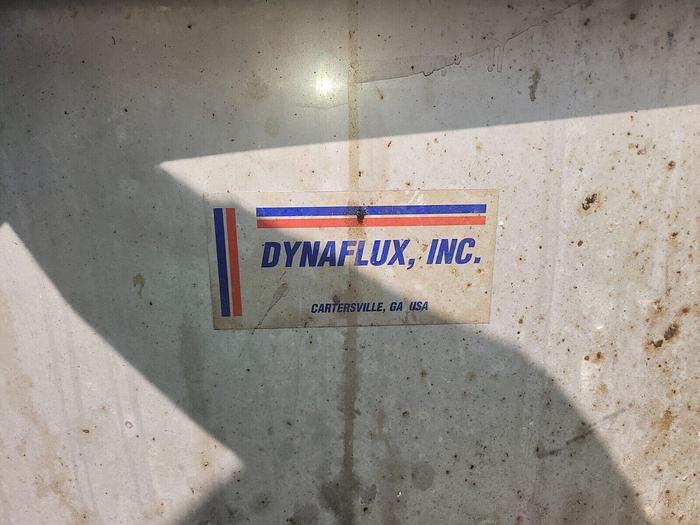 DYNAFLUX, INC.
CARTERSVILLE, GA USA